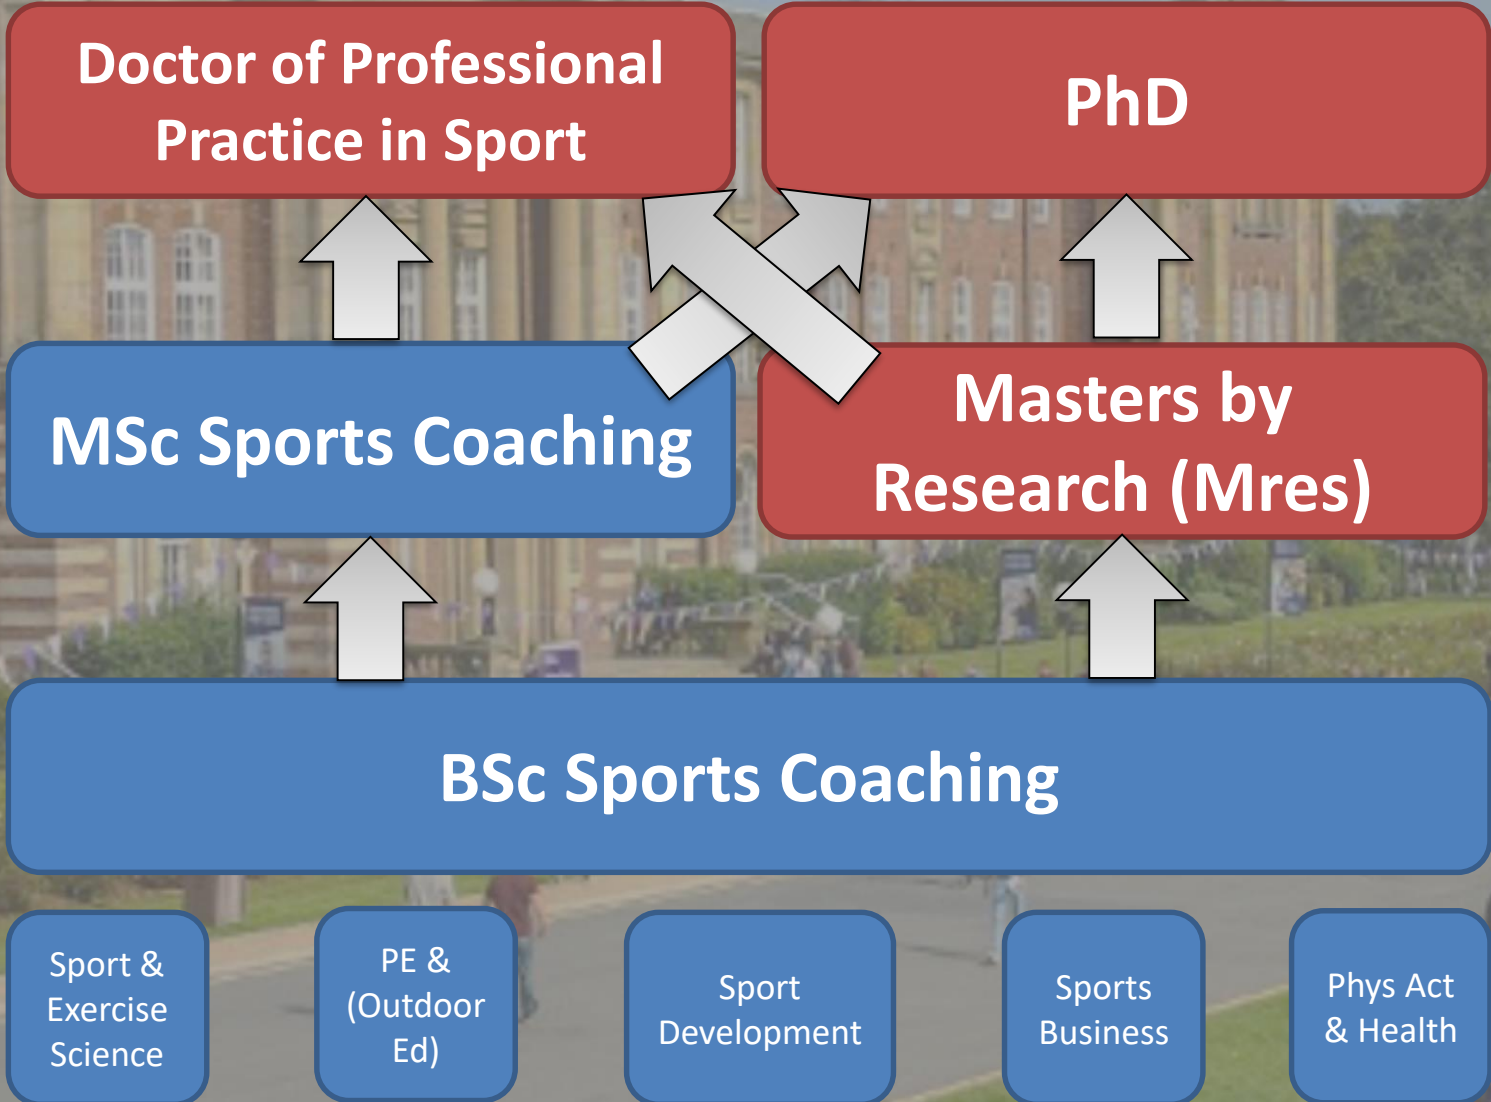 Doctor of Professional
Practice in Sport
PhD
MSc Sports Coaching
Masters by
Research (Mres)
BSc Sports Coaching
Sport &
Exercise
Science
PE &
(Outdoor
Ed)
Sport
Development
Sports
Business
Phys Act
& Health